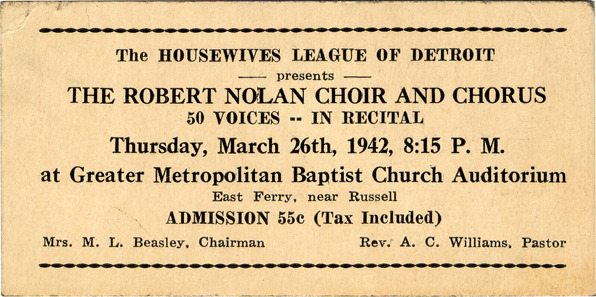 The HOUSEWIVES LEAGUE OF DETROIT
presents
THE ROBERT NOLAN CHOIR AND CHORUS
50 VOICES -- IN RECITAL
Thursday, March 26th, 1942, 8:15 P. M.
at Greater Metropolitan Baptist Church Auditorium
East Ferry, near Russell
ADMISSION 55c (Tax Included)
Mrs. M. L. Beasley, Chairman Rev. A. C. Williams, Pastor